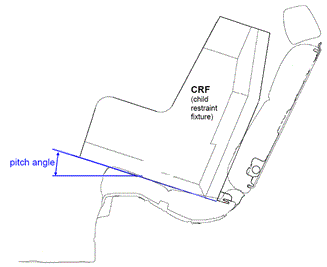 CRF
(child
restraint
fixture)
pitch angle